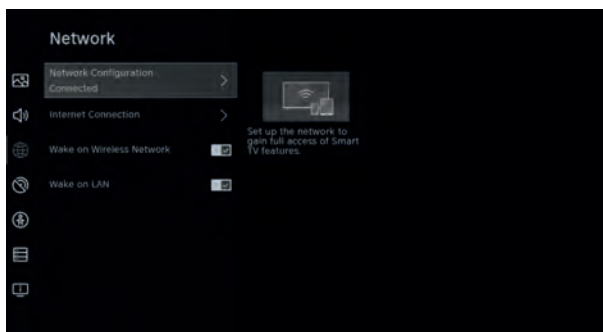 Network
Network Configuration
Connected
Internet Connection
Wake on Wireless Network
Wake on LAN
Set up the network to
gain full access of Smart
TV features.